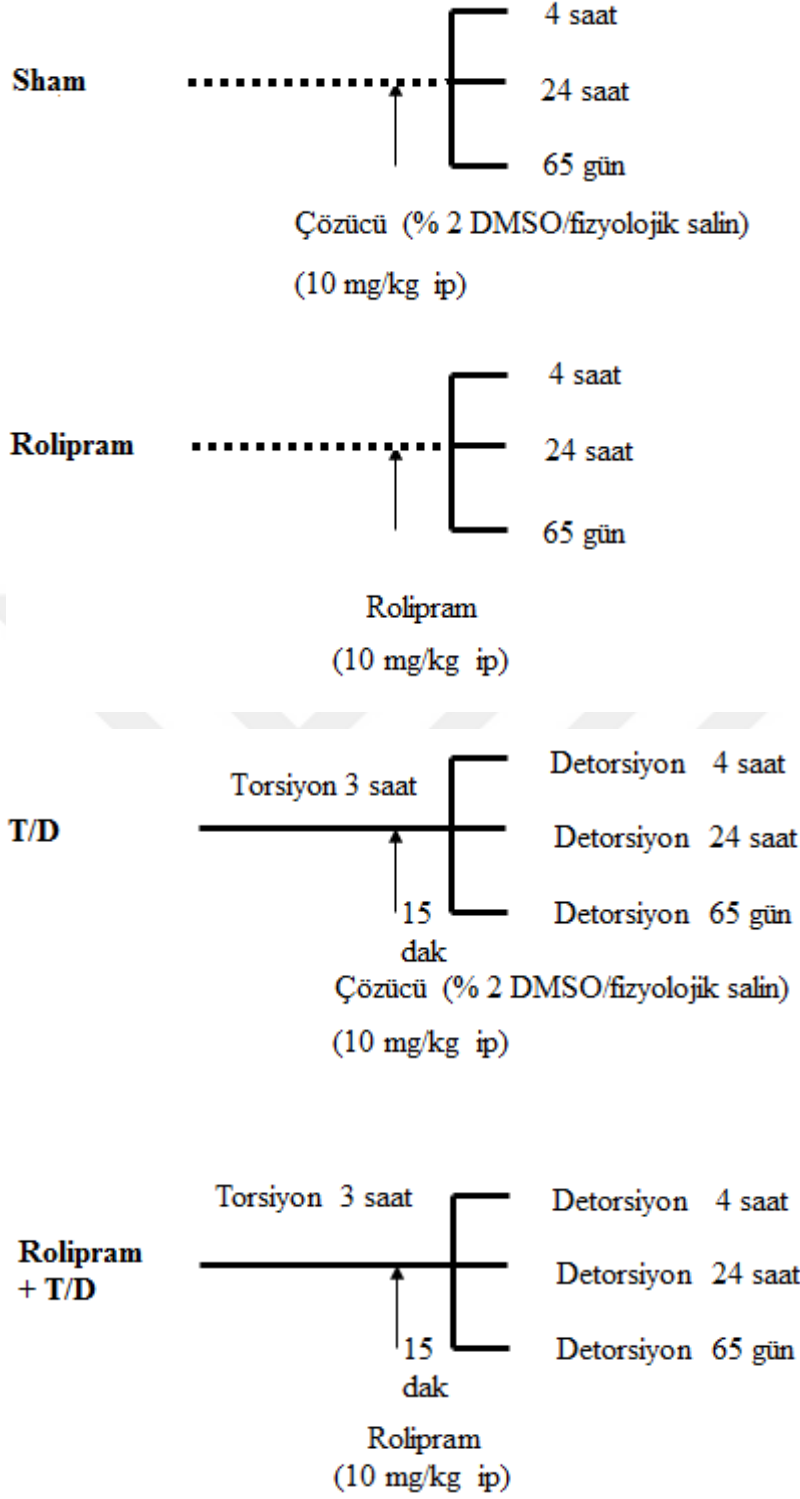 4 saat
Sham
24 saat
65 gün
Çözücü (% 2 DMSO/fizyolojik salin)
(10 mg/kg ip)
4 saat
Rolipram
24 saat
65 gün
Rolipram
(10 mg/kg ip)
Torsiyon 3 saat
Detorsiyon 4 saat
T/D
Detorsiyon 24 saat
15
dak
Detorsiyon 65 gün
Çözücü (% 2 DMSO/fizyolojik salin)
(10 mg/kg ip)
Torsiyon 3 saat
Detorsiyon 4 saat
Rolipram
+ T/D
Detorsiyon 24 saat
15
dak
Detorsiyon 65 gün
Rolipram
(10 mg/kg ip)